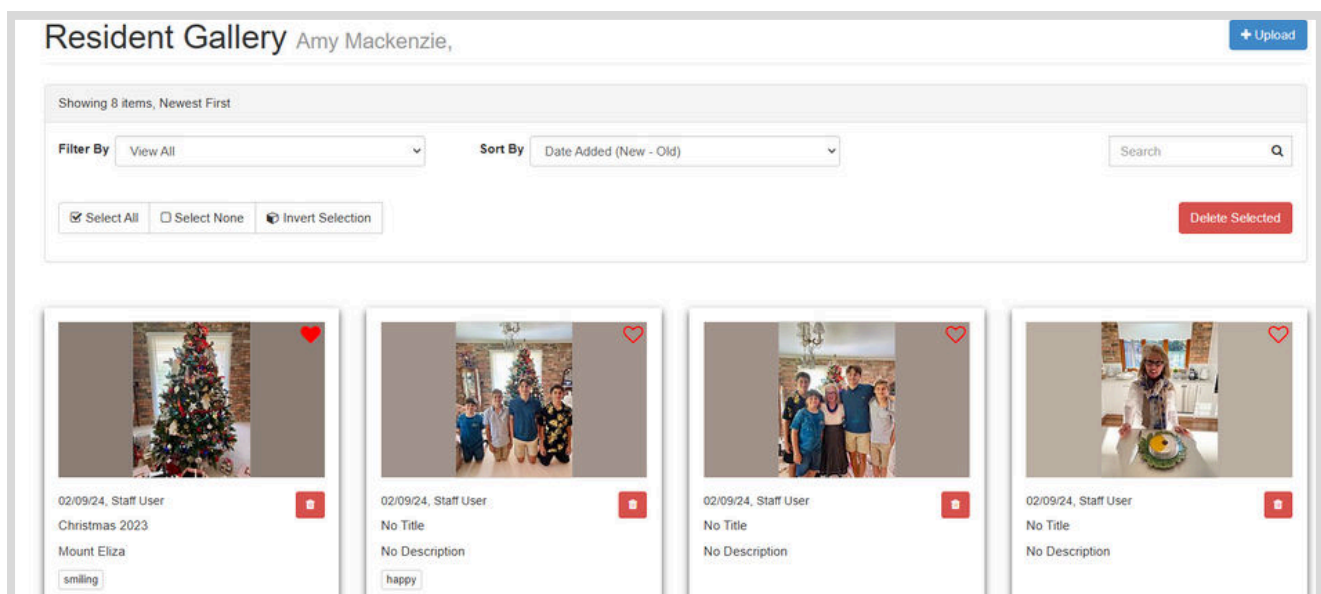 Resident Gallery Amy Mackenzie,
+ Upload
Showing 8 items, Newest First
Filter By View All
Sort By Date Added (New - Old)
Search
Select All Select None Invert Selection
Delete Selected
02/09/24, Staff User
Christmas 2023
Mount Eliza
smiling
02/09/24, Staff User
No Title
No Description
happy
02/09/24, Staff User
No Title
No Description
02/09/24, Staff User
No Title
No Description